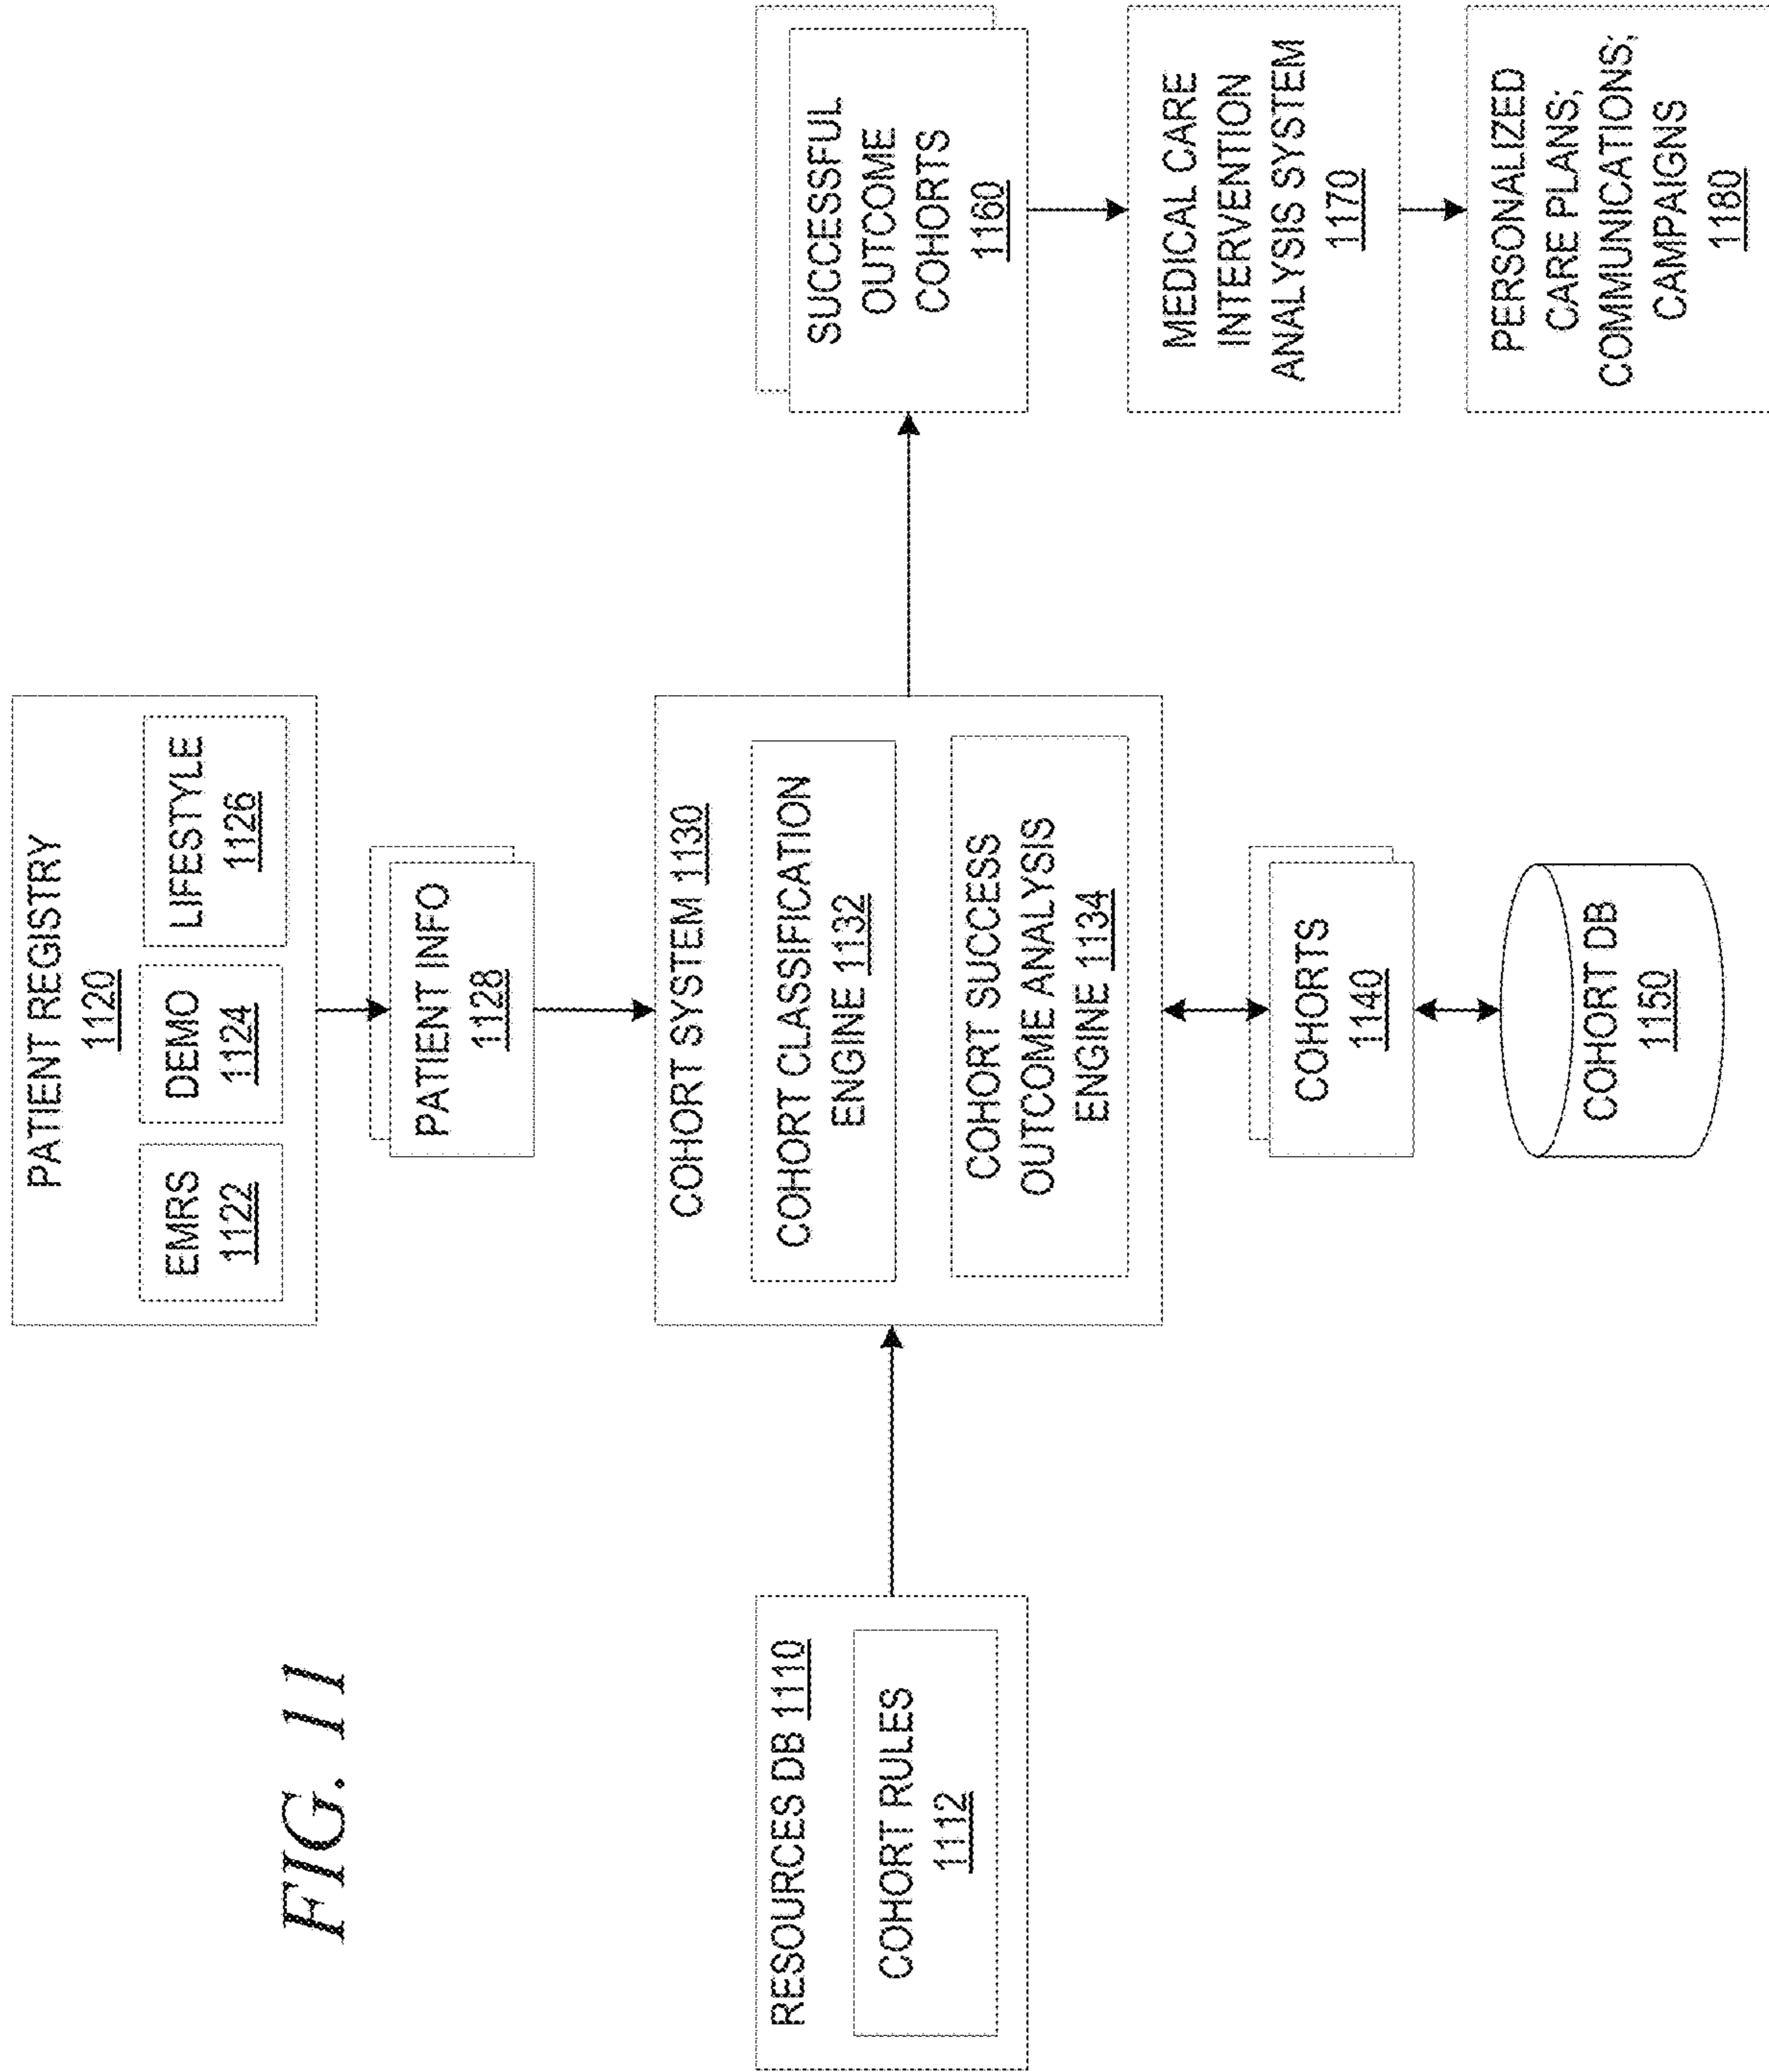 FIG. 11
PATIENT REGISTRY
1120
EMRS
1122
DEMO
1124
LIFESTYLE
1126
PATIENT INFO
1128
RESOURCES DB 1110
COHORT RULES
1112
COHORT SYSTEM 1130
COHORT CLASSIFICATION
ENGINE 1132
COHORT SUCCESS
OUTCOME ANALYSIS
ENGINE 1134
COHORTS
1140
COHORT DB
1150
SUCCESSFUL
OUTCOME
COHORTS
1160
MEDICAL CARE
INTERVENTION
ANALYSIS SYSTEM
1170
PERSONALIZED
CARE PLANS;
COMMUNICATIONS;
CAMPAIGNS
1180